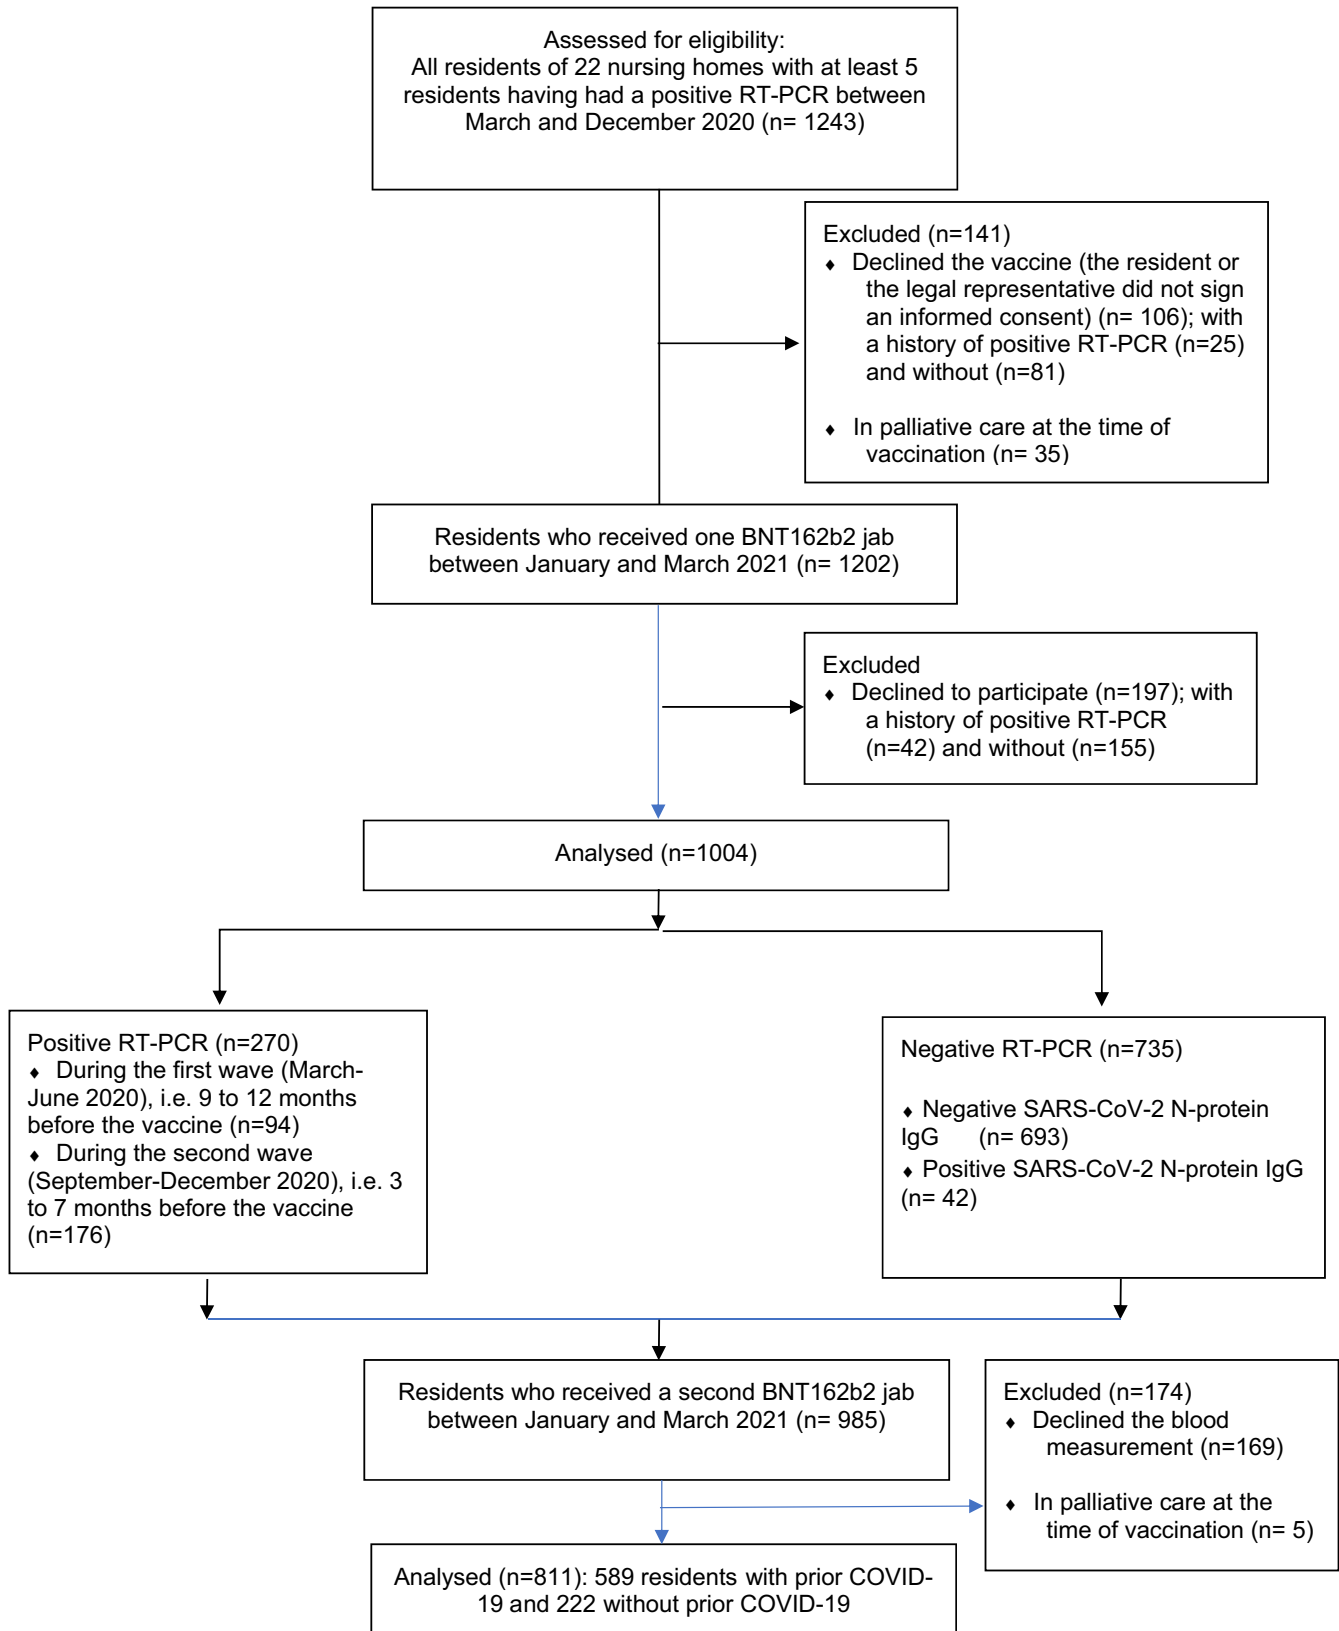 Assessed for eligibility:
All residents of 22 nursing homes with at least 5
residents having had a positive RT-PCR between
March and December 2020 (n= 1243)
Excluded (n=141)
♦ Declined the vaccine (the resident or
the legal representative did not sign
an informed consent) (n= 106); with
a history of positive RT-PCR (n=25)
and without (n=81)
♦ In palliative care at the time of
vaccination (n= 35)
Residents who received one BNT162b2 jab
between January and March 2021 (n= 1202)
Excluded
♦ Declined to participate (n=197); with
a history of positive RT-PCR
(n=42) and without (n=155)
Analysed (n=1004)
Positive RT-PCR (n=270)
♦ During the first wave (March-
June 2020), i.e. 9 to 12 months
before the vaccine (n=94)
♦ During the second wave
(September-December 2020), i.e. 3
to 7 months before the vaccine
(n=176)
Negative RT-PCR (n=735)
♦ Negative SARS-CoV-2 N-protein
IgG (n= 693)
♦ Positive SARS-CoV-2 N-protein IgG
(n= 42)
Residents who received a second BNT162b2 jab
between January and March 2021 (n= 985)
Excluded (n=174)
♦ Declined the blood
measurement (n=169)
♦ In palliative care at the
time of vaccination (n= 5)
Analysed (n=811): 589 residents with prior COVID-
19 and 222 without prior COVID-19